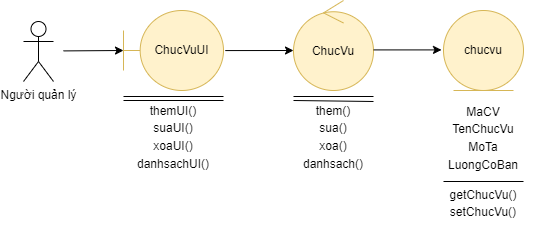 Người quản lý
ChucVuUI
themUI()
suaUI()
xoaUI()
danhsachUI()
ChucVu
them()
sua()
xoa()
danhsach()
chucvu
MaCV
TenChucVu
MoTa
LuongCoBan
getChucVu()
setChucVu()